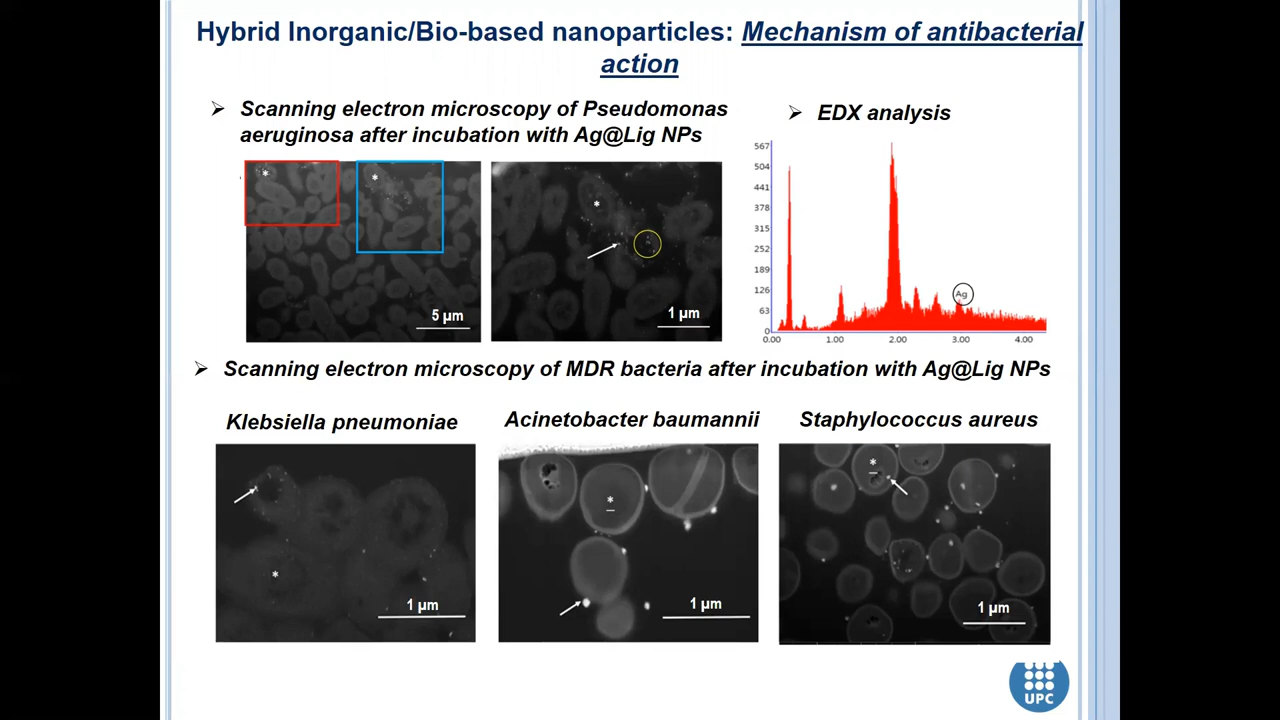 Hybrid Inorganic/Bio-based nanoparticles: Mechanism of antibacterial
action
➢ Scanning electron microscopy of Pseudomonas
aeruginosa after incubation with Ag@Lig NPs
➢ EDX analysis
*
*
5 µm
*
1 µm
567
504
441
378
315
252
189
126
63
0
Ag
0.00 1.00 2.00 3.00 4.00
➢ Scanning electron microscopy of MDR bacteria after incubation with Ag@Lig NPs
Klebsiella pneumoniae
Acinetobacter baumannii
Staphylococcus aureus
*
1 µm
*
1 µm
*
1 µm
UPC